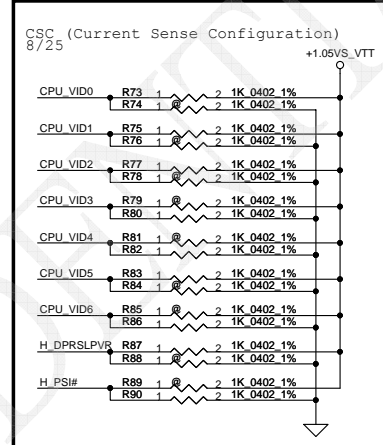 CSC (Current Sense Configuration)
8/25
+1.05VS_VTT
CPU_VID0 R73 1 2 1K_0402_1%
R74 1 @ 2 1K_0402_1%
CPU_VID1 R75 1 2 1K_0402_1%
R76 1 @ 2 1K_0402_1%
CPU_VID2 R77 1 2 1K_0402_1%
R78 1 @ 2 1K_0402_1%
CPU_VID3 R79 1 @ 2 1K_0402_1%
R80 1 2 1K_0402_1%
CPU_VID4 R81 1 @ 2 1K_0402_1%
R82 1 2 1K_0402_1%
CPU_VID5 R83 1 2 1K_0402_1%
R84 1 @ 2 1K_0402_1%
CPU_VID6 R85 1 @ 2 1K_0402_1%
R86 1 2 1K_0402_1%
H_DPRSLPVR R87 1 2 1K_0402_1%
R88 1 @ 2 1K_0402_1%
H_PSI# R89 1 @ 2 1K_0402_1%
R90 1 2 1K_0402_1%